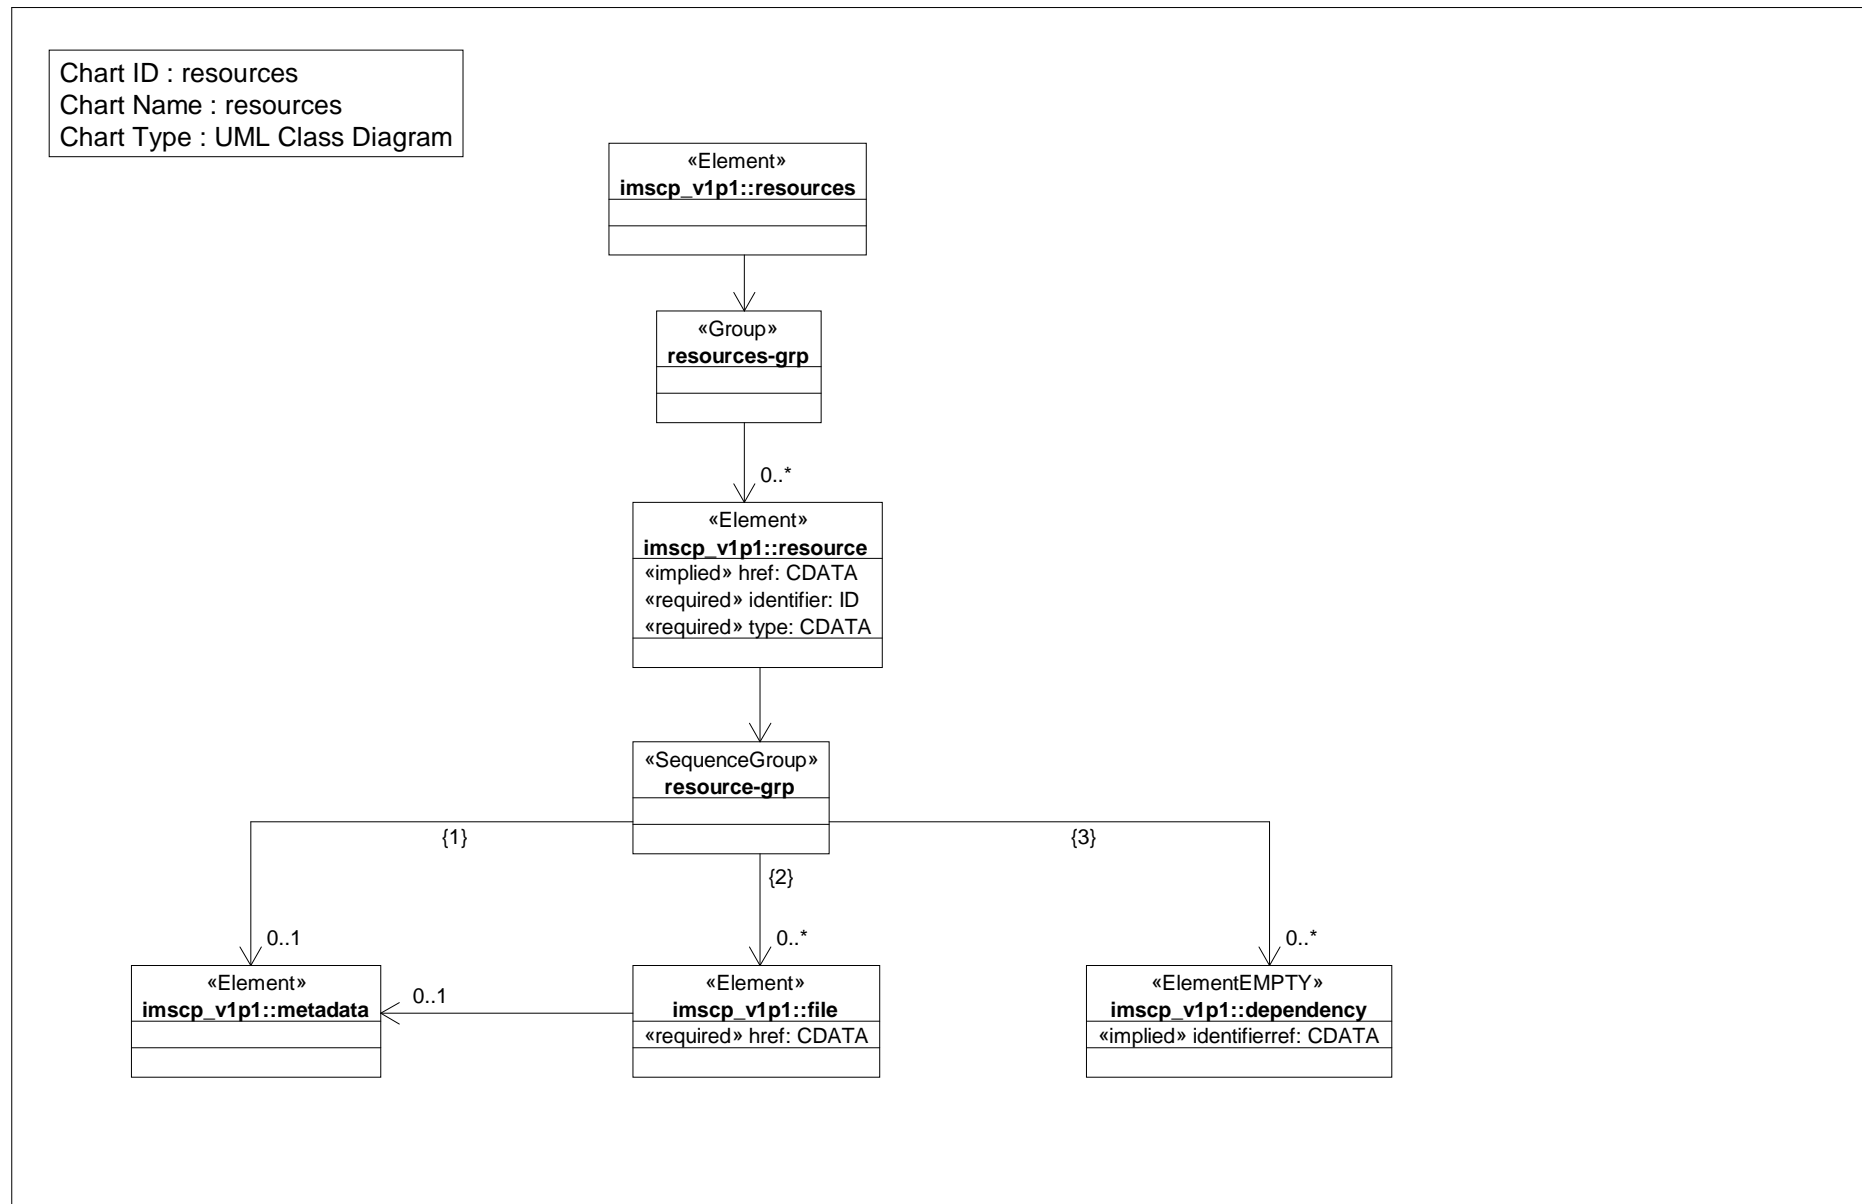 Chart ID : resources
Chart Name : resources
Chart Type : UML Class Diagram
«Element»
imscp_v1p1::resources
«Group»
resources-grp
0..*
«Element»
imscp_v1p1::resource
«implied» href: CDATA
«required» identifier: ID
«required» type: CDATA
«SequenceGroup»
resource-grp
{1}
{2}
{3}
0..1
0..*
0..*
«Element»
imscp_v1p1::metadata
0..1
«Element»
imscp_v1p1::file
«required» href: CDATA
«ElementEMPTY»
imscp_v1p1::dependency
«implied» identifierref: CDATA